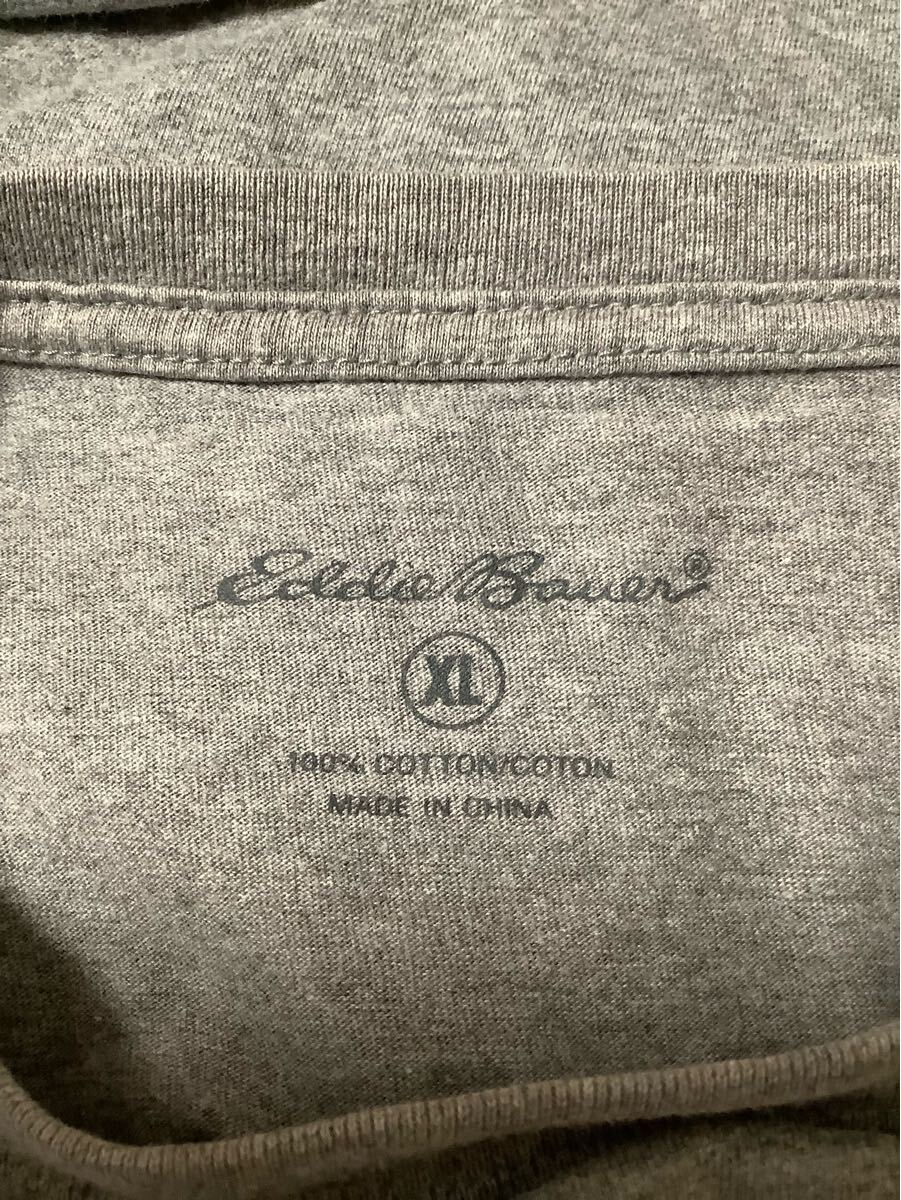 Eddie Bauer®
XL
100% COTTON/COTON
MADE IN CHINA